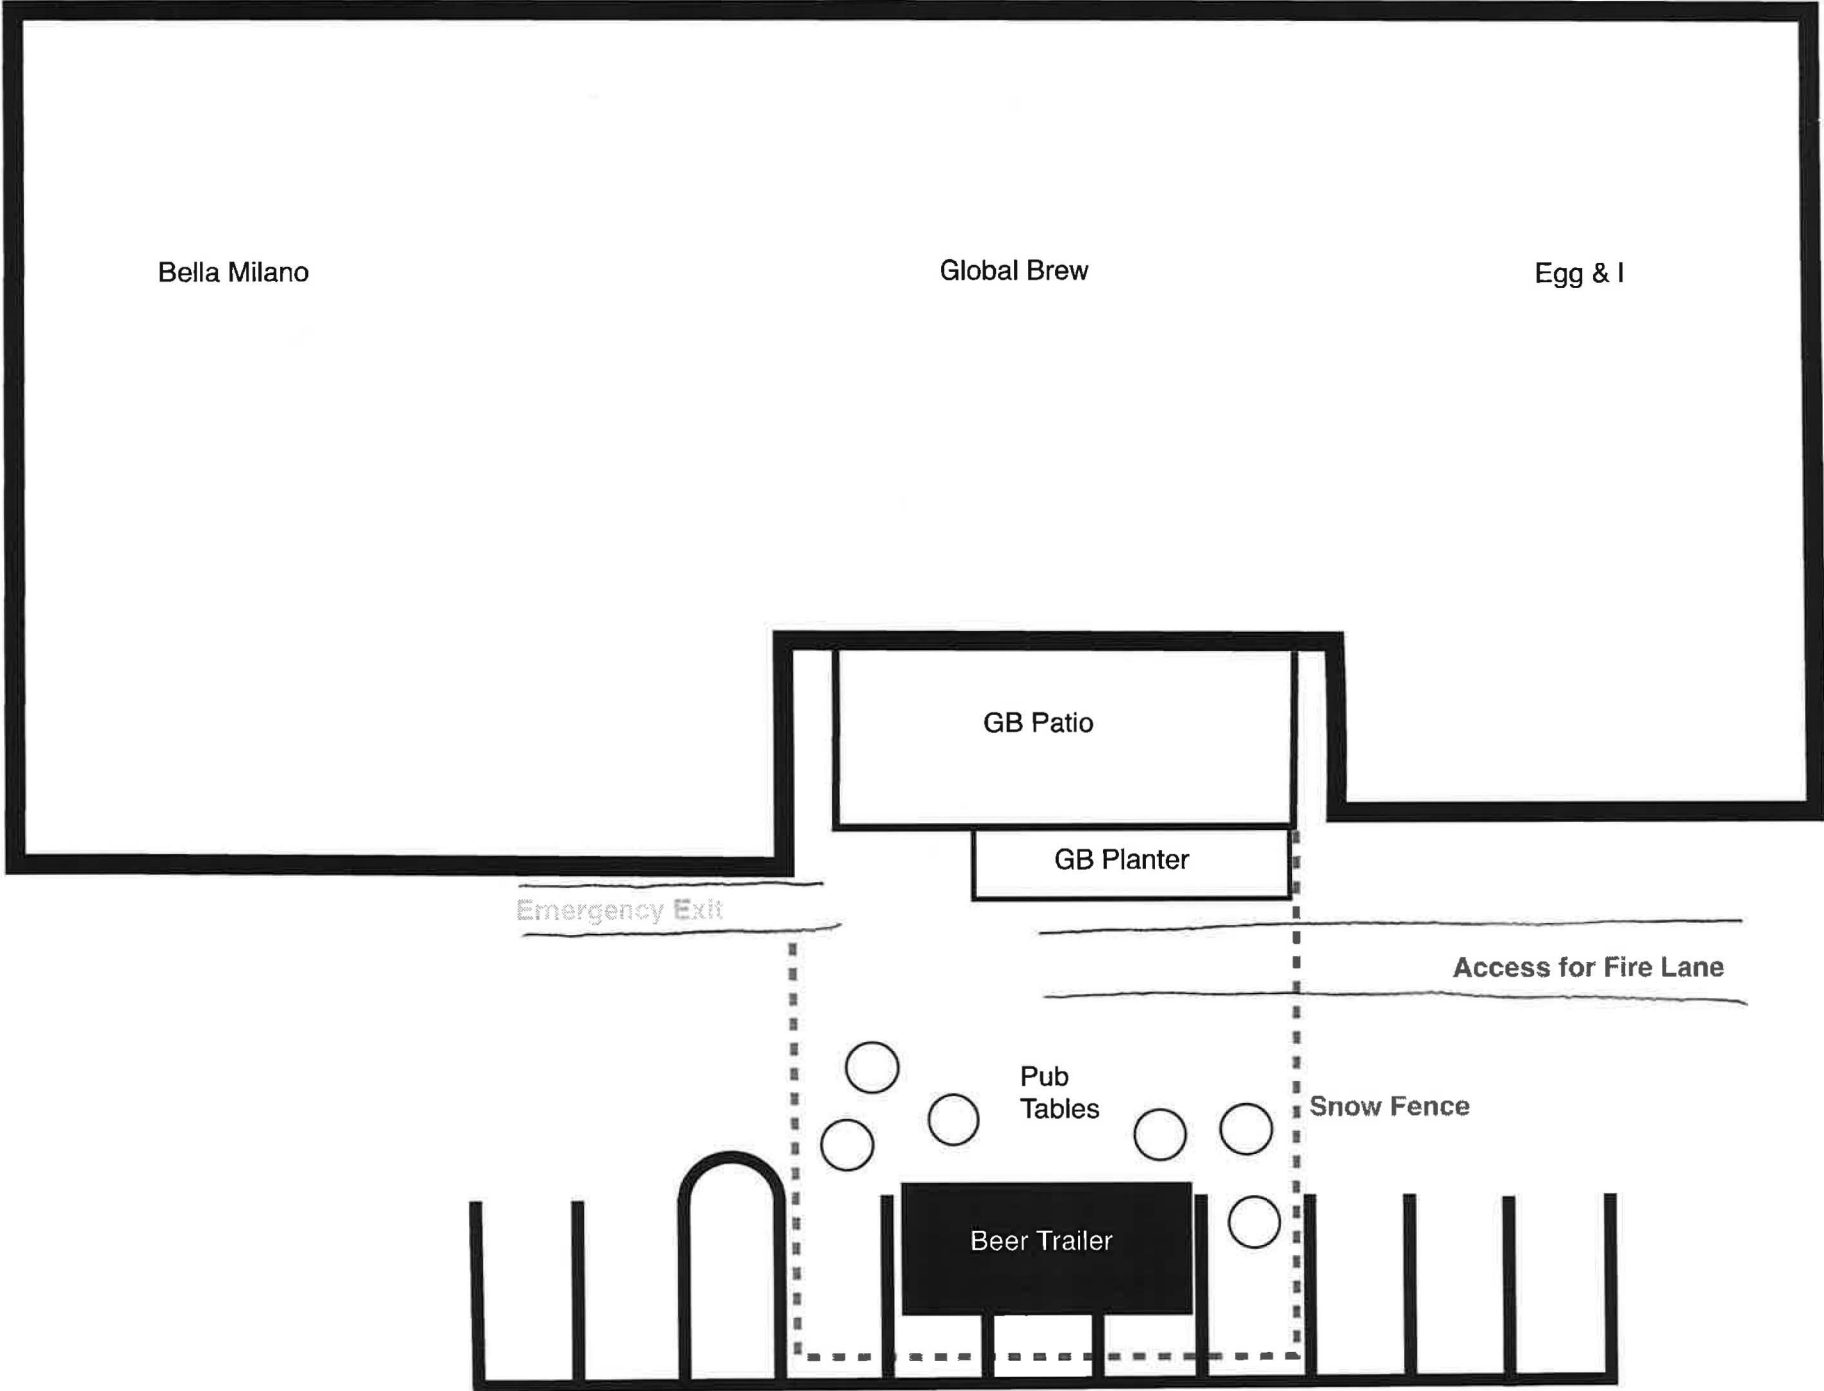 Bella Milano
Global Brew
Egg & I
GB Patio
GB Planter
Emergency Exit
Access for Fire Lane
Pub
Tables
Snow Fence
Beer Trailer